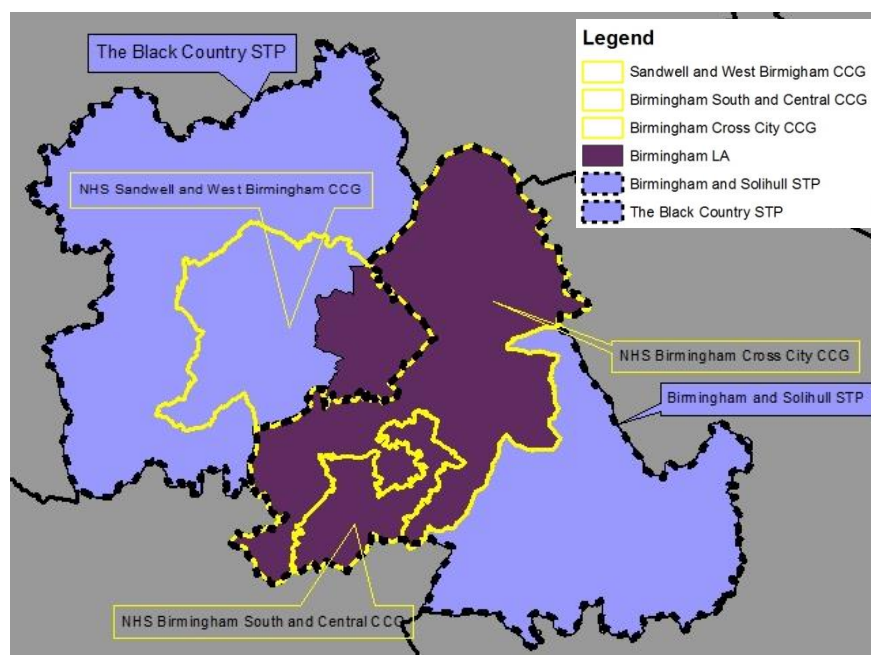 The Black Country STP
Legend
Sandwell and West Birmigham CCG
Birmingham South and Central CCG
Birmingham Cross City CCG
Birmingham LA
Birmingham and Solihull STP
The Black Country STP
NHS Sandwell and West Birmingham CCG
NHS Birmingham Cross City CCG
Birmingham and Solihull STP
NHS Birmingham South and Central CCG